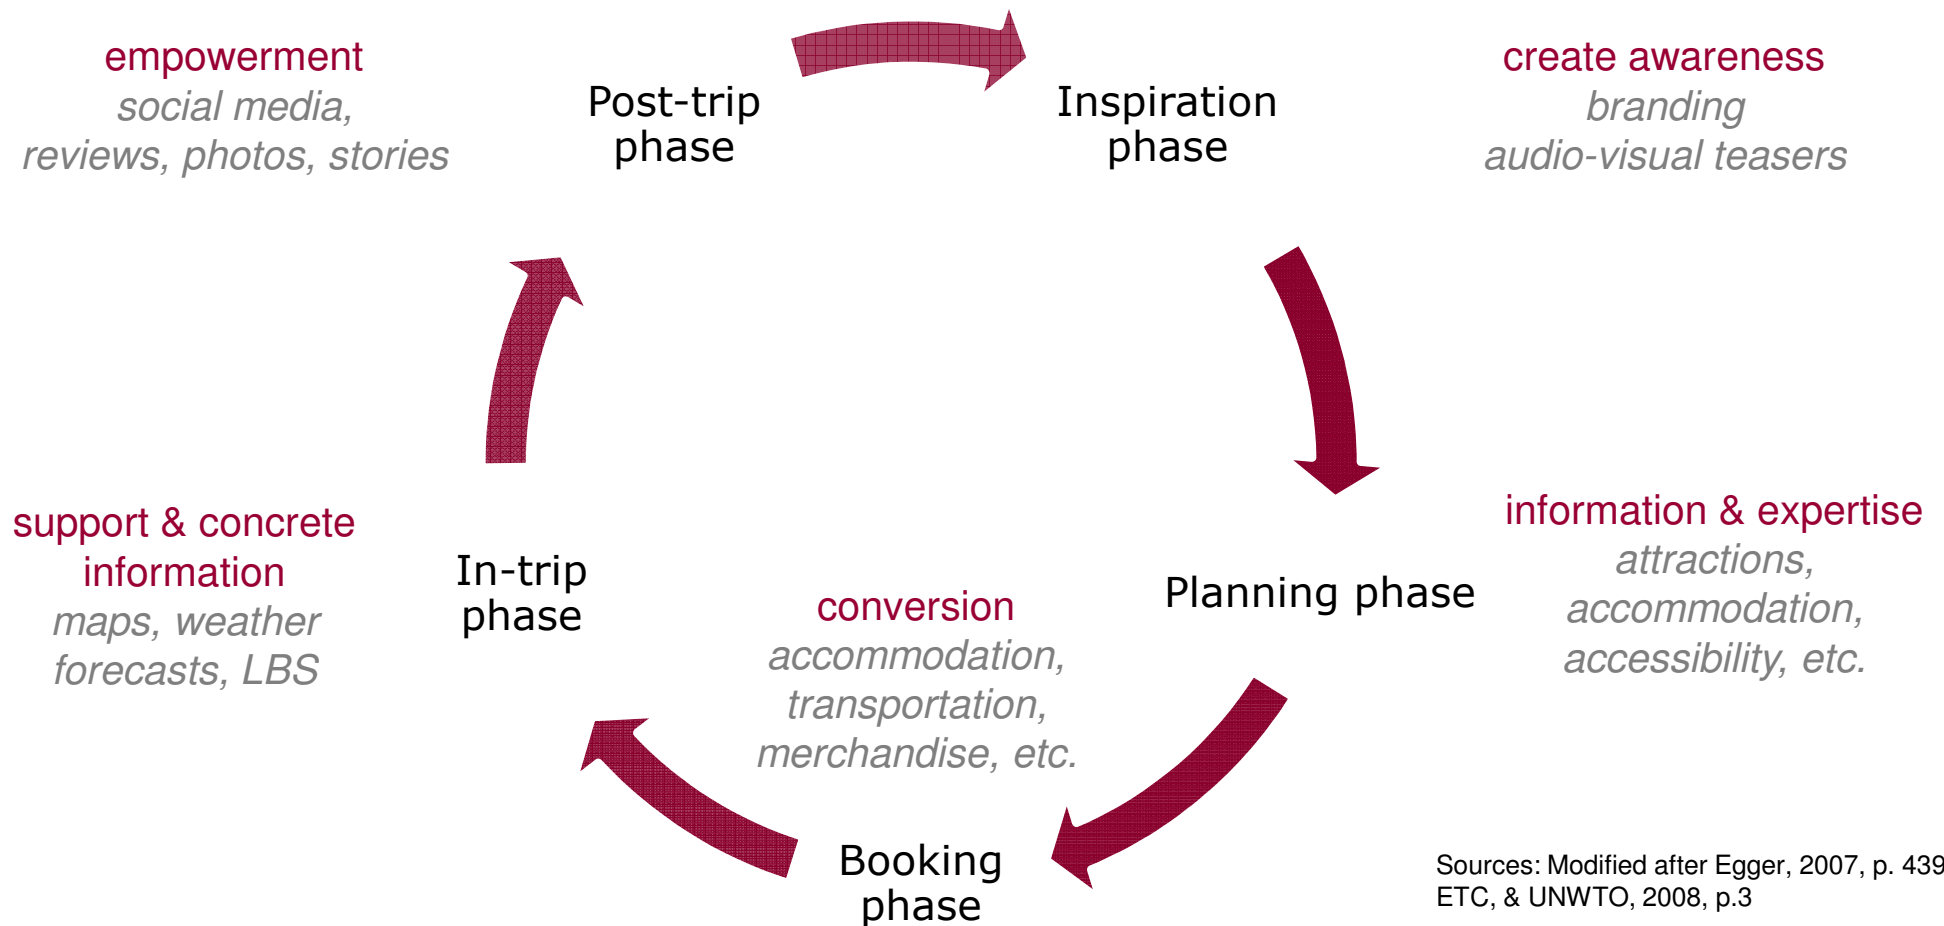 empowerment
social media,
reviews, photos, stories
Post-trip
phase
Inspiration
phase
create awareness
branding
audio-visual teasers
information & expertise
attractions,
accommodation,
accessibility, etc.
Planning phase
support & concrete
information
maps, weather
forecasts, LBS
In-trip
phase
conversion
accommodation,
transportation,
merchandise, etc.
Booking
phase
Sources: Modified after Egger, 2007, p. 439
ETC, & UNWTO, 2008, p.3